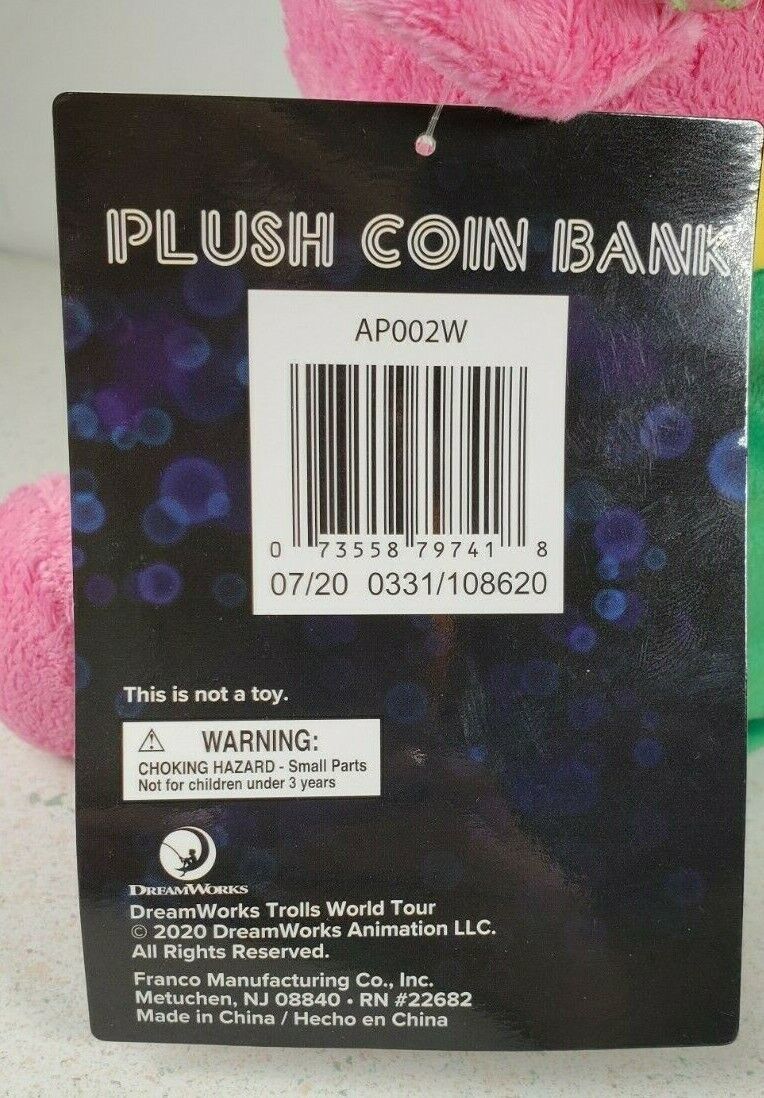 PLUSH COIN BANK
AP002W
0 73558 79741 8
07/20 0331/108620
This is not a toy.
⚠ WARNING:
CHOKING HAZARD - Small Parts
Not for children under 3 years
DREAMWORKS
DreamWorks Trolls World Tour
© 2020 DreamWorks Animation LLC.
All Rights Reserved.
Franco Manufacturing Co., Inc.
Metuchen, NJ 08840 • RN #22682
Made in China / Hecho en China